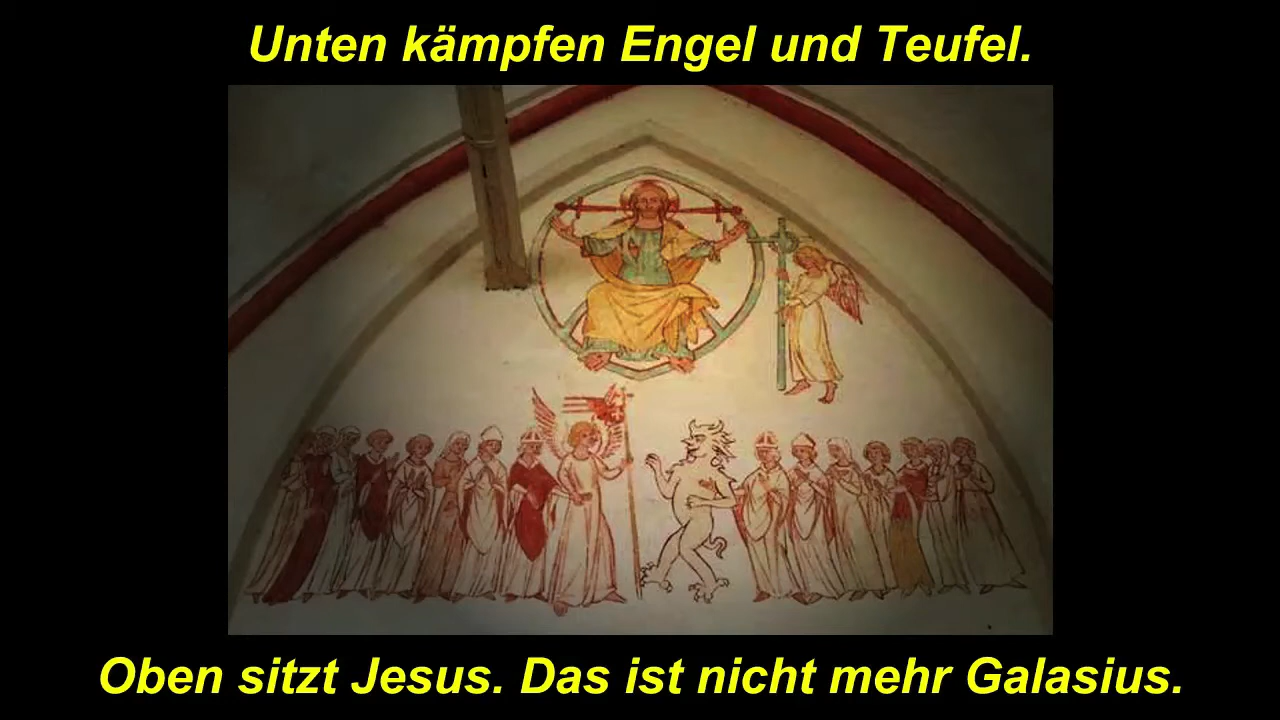 Unten kämpfen Engel und Teufel.
Oben sitzt Jesus. Das ist nicht mehr Galasius.